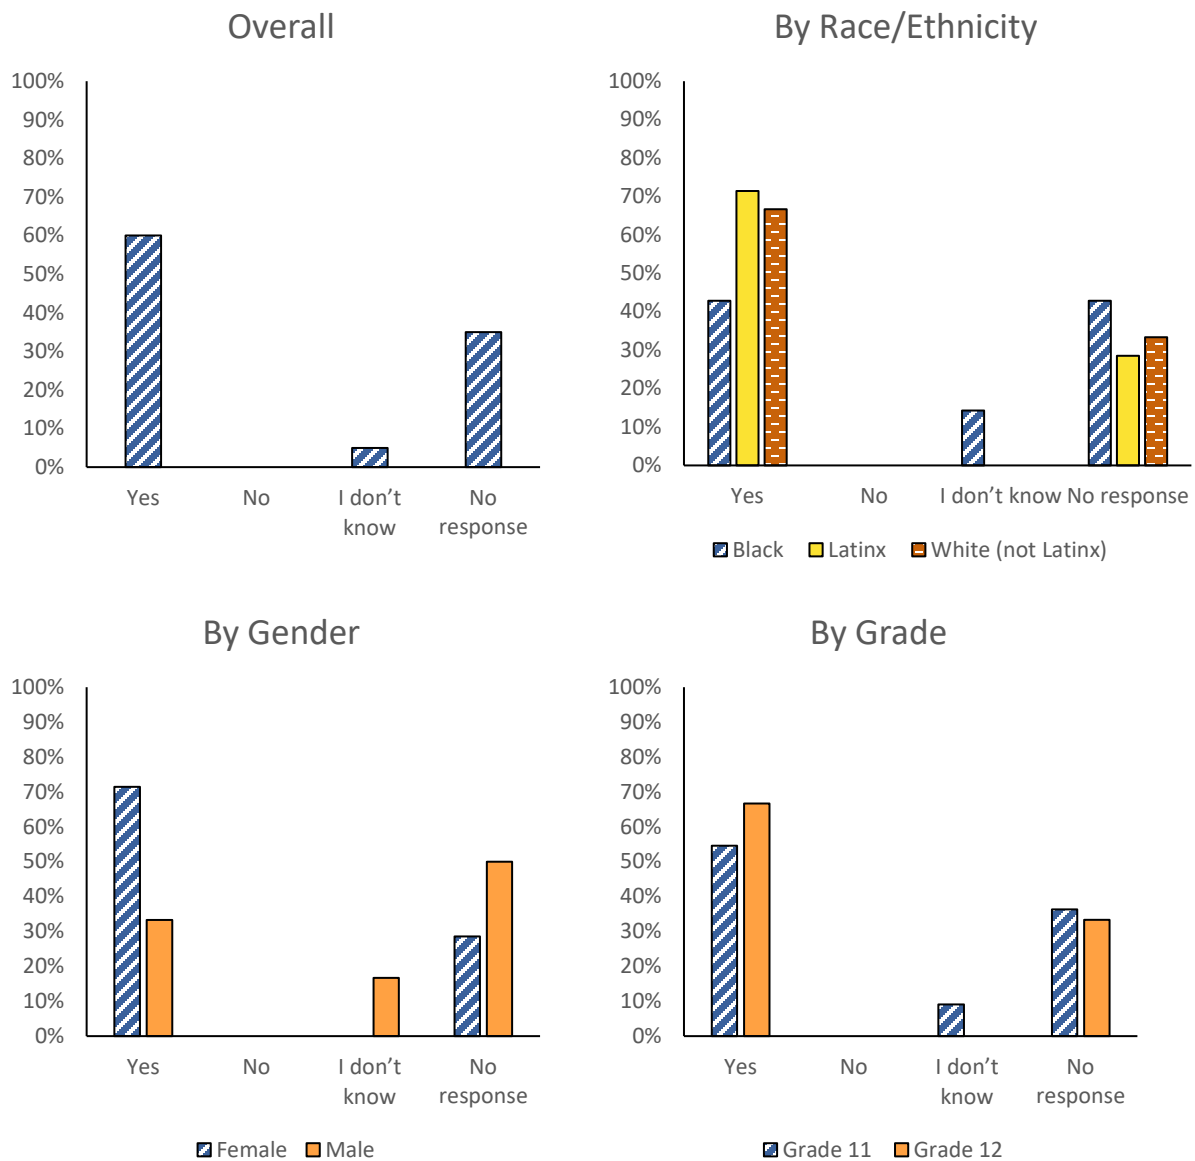 Overall
100%
90%
80%
70%
60%
50%
40%
30%
20%
10%
0%
Yes
No
I don’t
know
No
response
By Race/Ethnicity
100%
90%
80%
70%
60%
50%
40%
30%
20%
10%
0%
Yes
No
I don’t know
No response
Black
Latinx
White (not Latinx)
By Gender
100%
90%
80%
70%
60%
50%
40%
30%
20%
10%
0%
Yes
No
I don’t
know
No
response
Female
Male
By Grade
100%
90%
80%
70%
60%
50%
40%
30%
20%
10%
0%
Yes
No
I don’t
know
No
response
Grade 11
Grade 12